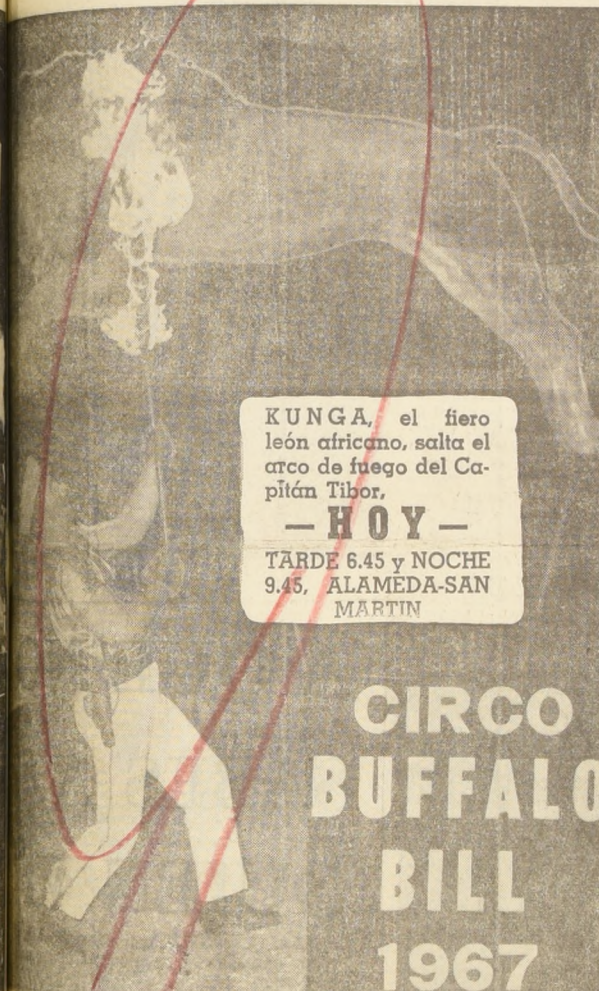 KUNGA, el fiero
león africano, salta el
arco de fuego del Ca-
pitán Tibor,
—HOY—
TARDE 6.45 y NOCHE
9.45, ALAMEDA-SAN
MARTIN
CIRCO
BUFFALO
BILL
1967